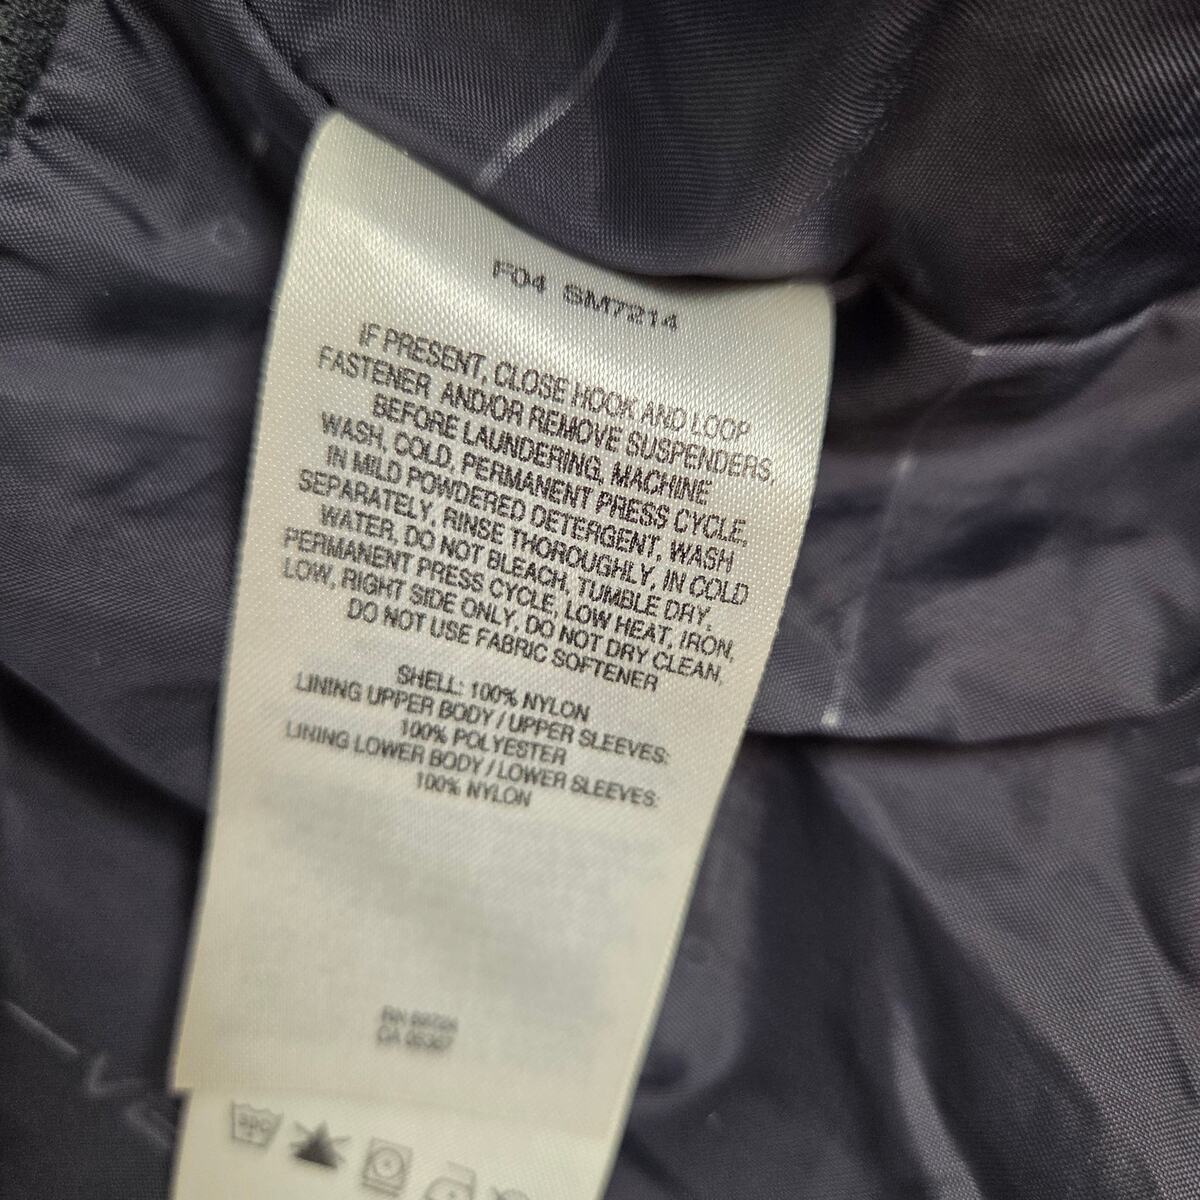 F04 SM7214
IF PRESENT, CLOSE HOOK AND LOOP
FASTENER AND/OR REMOVE SUSPENDERS,
BEFORE LAUNDERING, MACHINE
WASH, COLD, PERMANENT PRESS CYCLE,
IN MILD POWDERED DETERGENT, WASH
SEPARATELY, RINSE THOROUGHLY, IN COLD
WATER, DO NOT BLEACH, TUMBLE DRY,
PERMANENT PRESS CYCLE, LOW HEAT, IRON,
LOW, RIGHT SIDE ONLY, DO NOT DRY CLEAN,
DO NOT USE FABRIC SOFTENER
SHELL: 100% NYLON
LINING UPPER BODY / UPPER SLEEVES:
100% POLYESTER
LINING LOWER BODY / LOWER SLEEVES:
100% NYLON
RN
CA